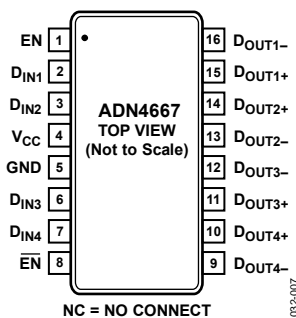 EN 1
DIN1 2
DIN2 3
VCC 4
GND 5
DIN3 6
DIN4 7
E̅N̅ 8
ADN4667
TOP VIEW
(Not to Scale)
16 DOUT1–
15 DOUT1+
14 DOUT2+
13 DOUT2–
12 DOUT3–
11 DOUT3+
10 DOUT4+
9 DOUT4–
NC = NO CONNECT
032-007